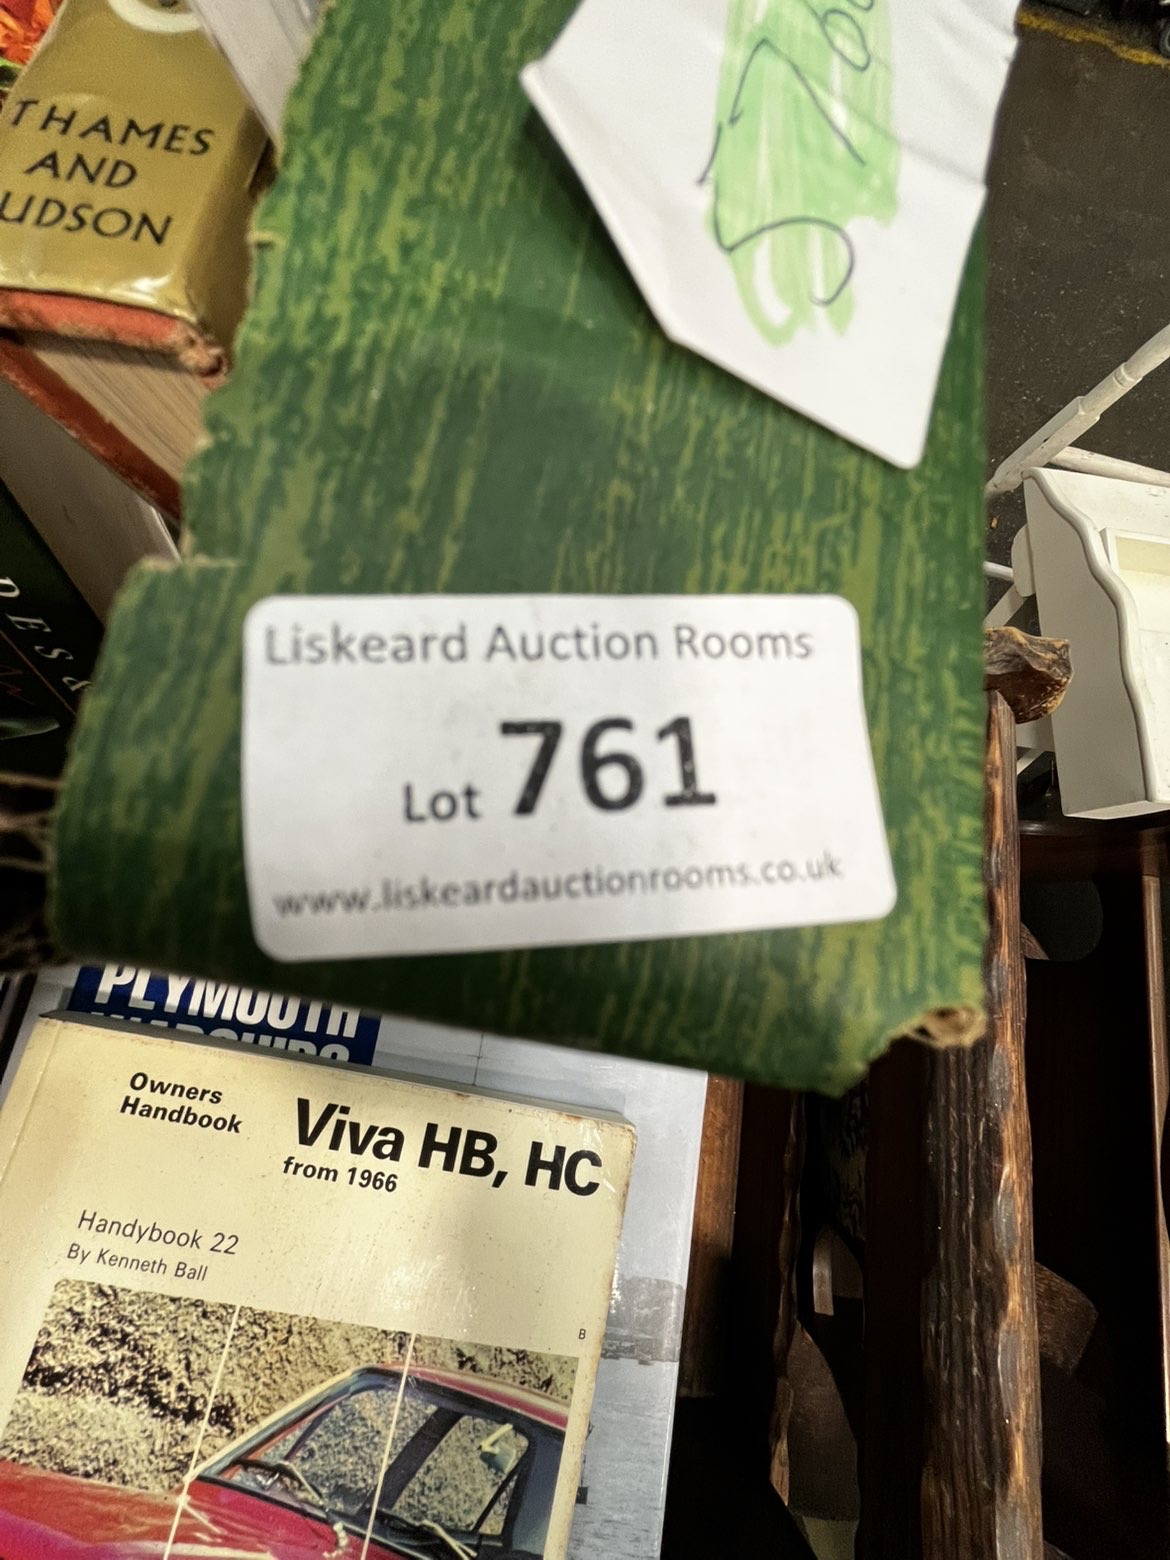 THAMES
AND
UDSON
Liskeard Auction Rooms
Lot 761
www.liskeardauctionrooms.co.uk
PLYMOUTH
Owners
Handbook
Viva HB, HC
from 1966
Handybook 22
By Kenneth Ball
B